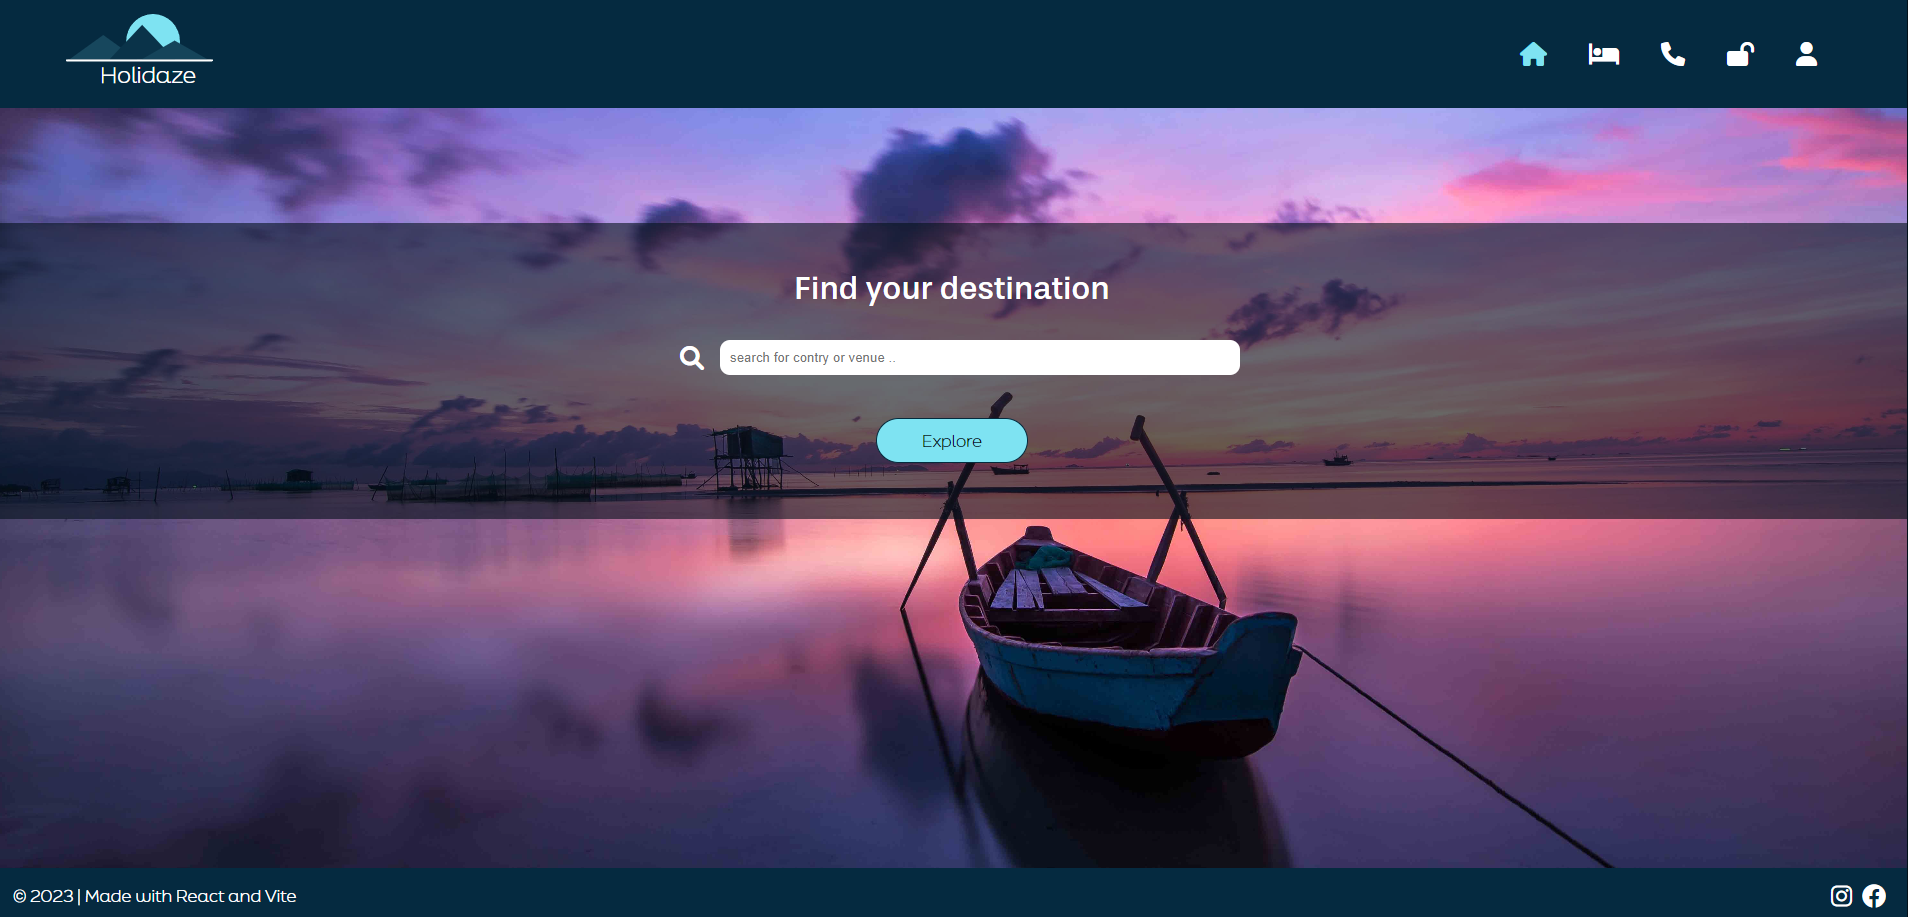 Holidaze
Find your destination
search for contry or venue ..
Explore
© 2023 | Made with React and Vite